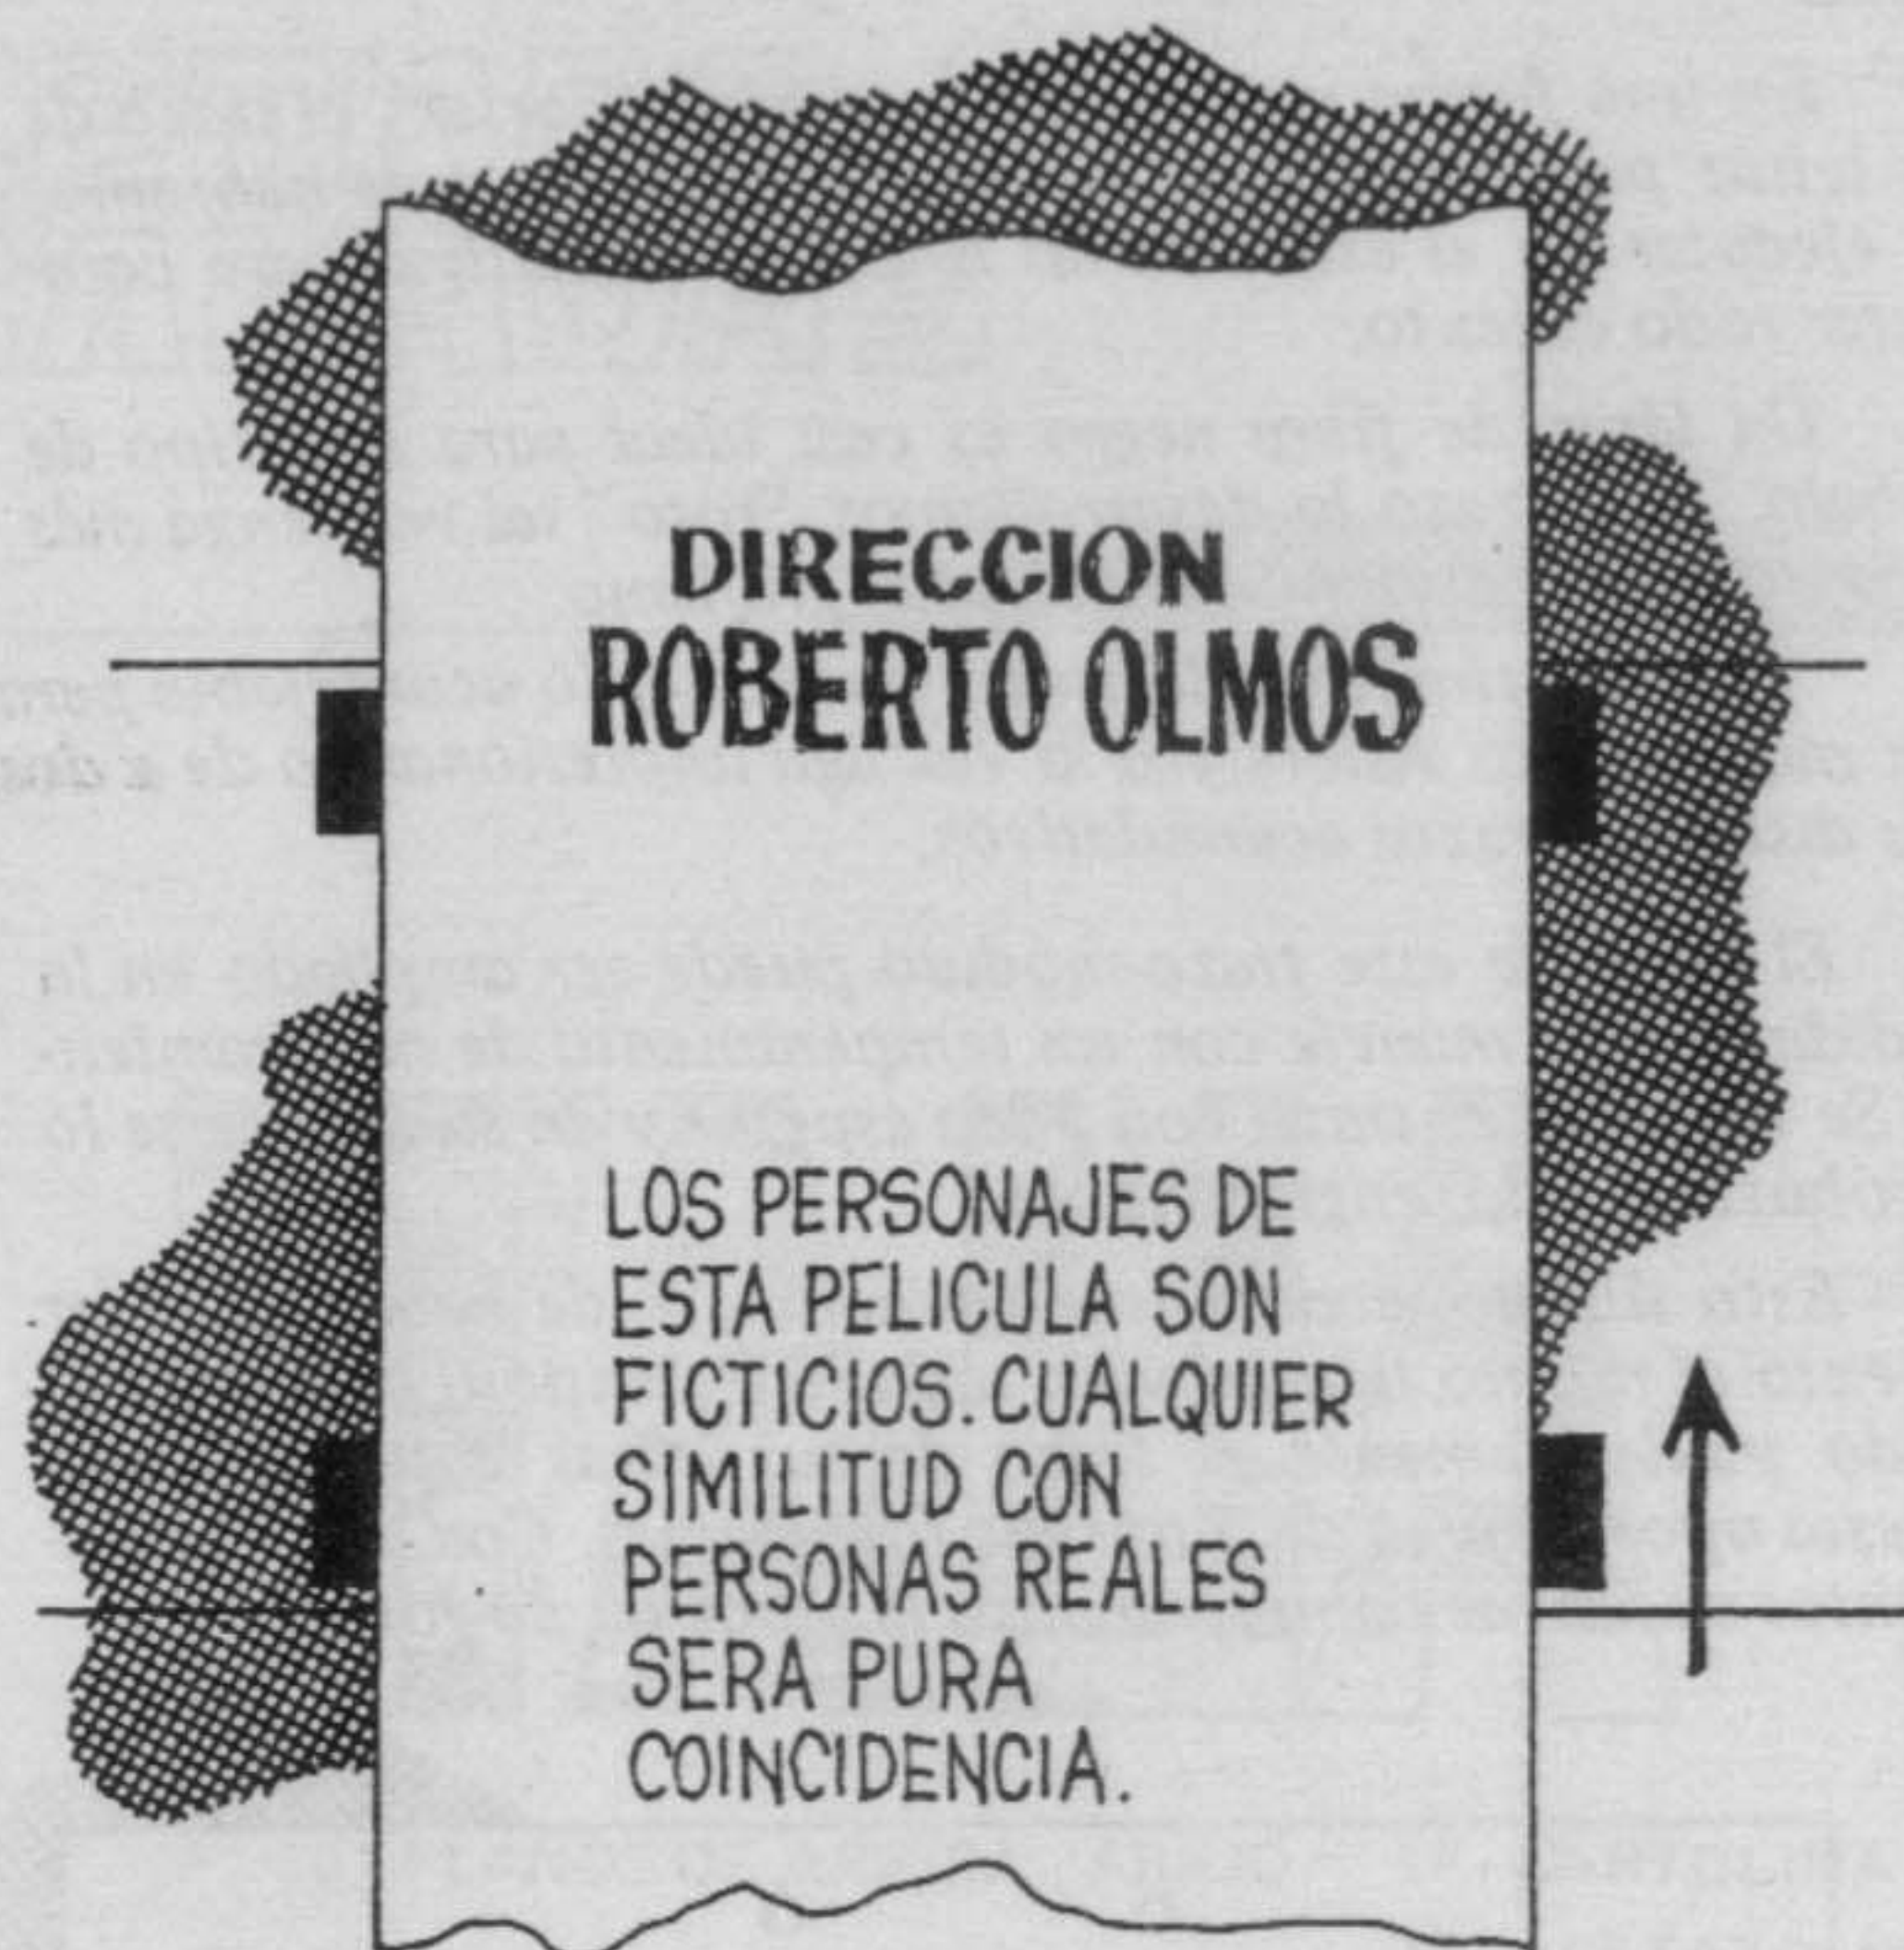 DIRECCION
ROBERTO OLMOS
LOS PERSONAJES DE
ESTA PELICULA SON
FICTICIOS. CUALQUIER
SIMILITUD CON
PERSONAS REALES
SERA PURA
COINCIDENCIA.